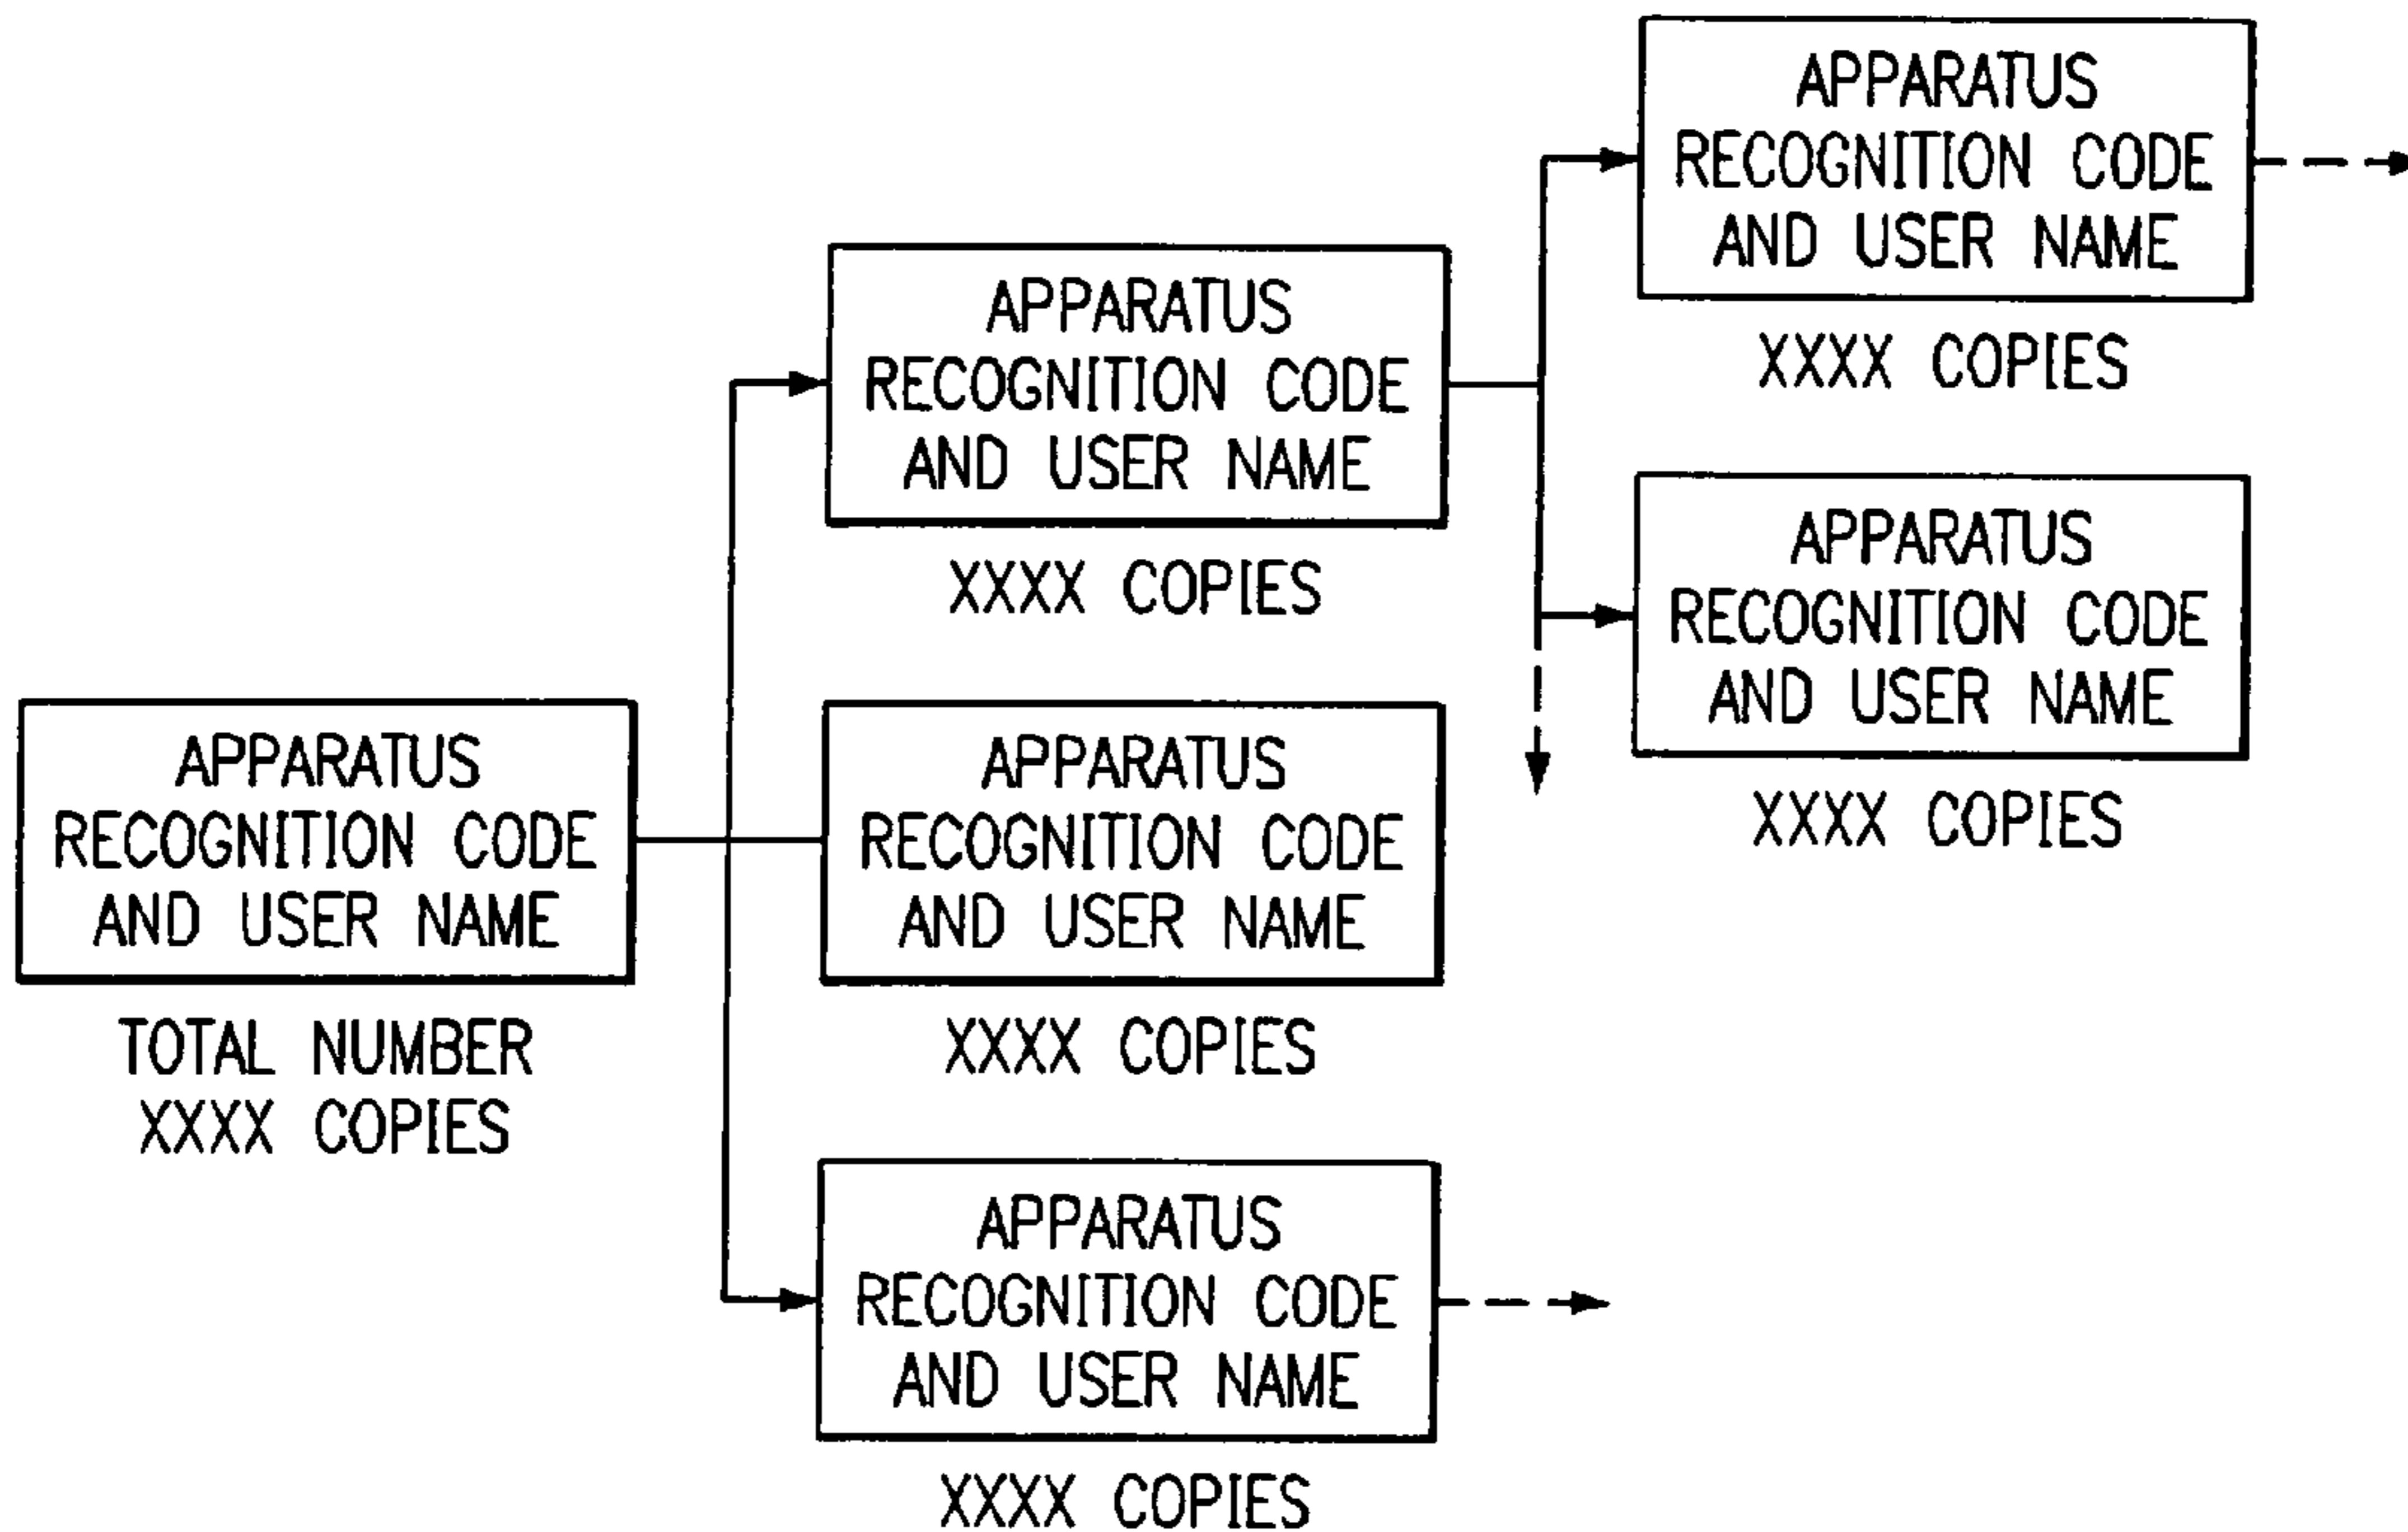 APPARATUS
RECOGNITION CODE
AND USER NAME
TOTAL NUMBER
XXXX COPIES
APPARATUS
RECOGNITION CODE
AND USER NAME
XXXX COPIES
APPARATUS
RECOGNITION CODE
AND USER NAME
XXXX COPIES
APPARATUS
RECOGNITION CODE
AND USER NAME
XXXX COPIES
APPARATUS
RECOGNITION CODE
AND USER NAME
XXXX COPIES
APPARATUS
RECOGNITION CODE
AND USER NAME
XXXX COPIES